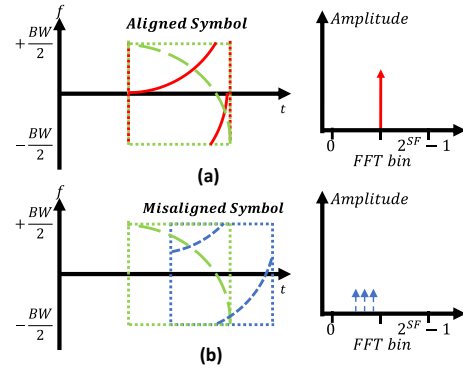 f
Aligned Symbol
+BW/2
t
-BW/2
(a)
Amplitude
0
2^SF - 1
FFT bin
f
Misaligned Symbol
+BW/2
t
-BW/2
(b)
Amplitude
0
2^SF - 1
FFT bin